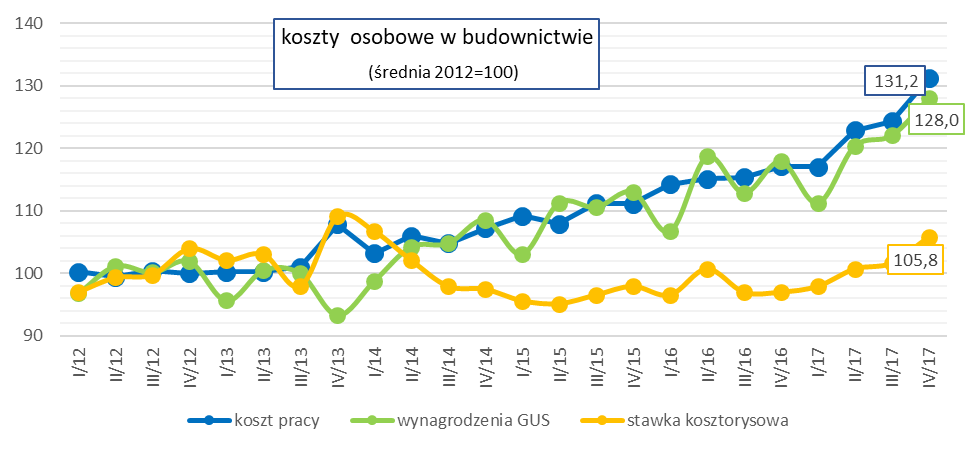 140
130
120
110
100
90
koszty osobowe w budownictwie
(średnia 2012=100)
131,2
128,0
105,8
I/12
II/12
III/12
IV/12
I/13
II/13
III/13
IV/13
I/14
II/14
III/14
IV/14
I/15
II/15
III/15
IV/15
I/16
II/16
III/16
IV/16
I/17
II/17
III/17
IV/17
koszt pracy
wynagrodzenia GUS
stawka kosztorysowa